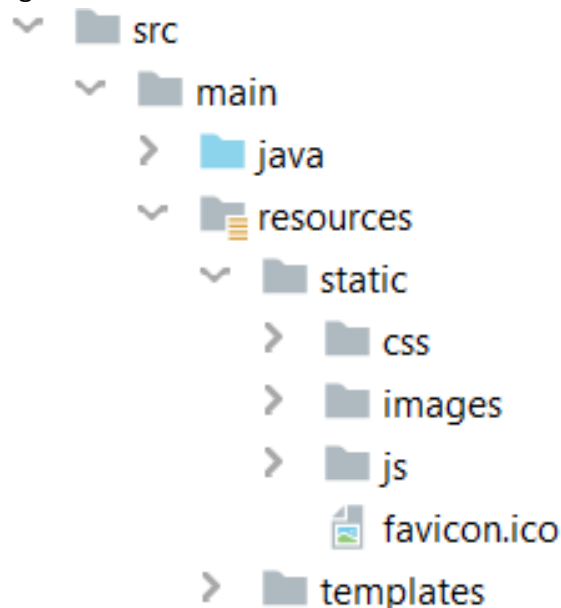 src
main
java
resources
static
css
images
js
favicon.ico
templates